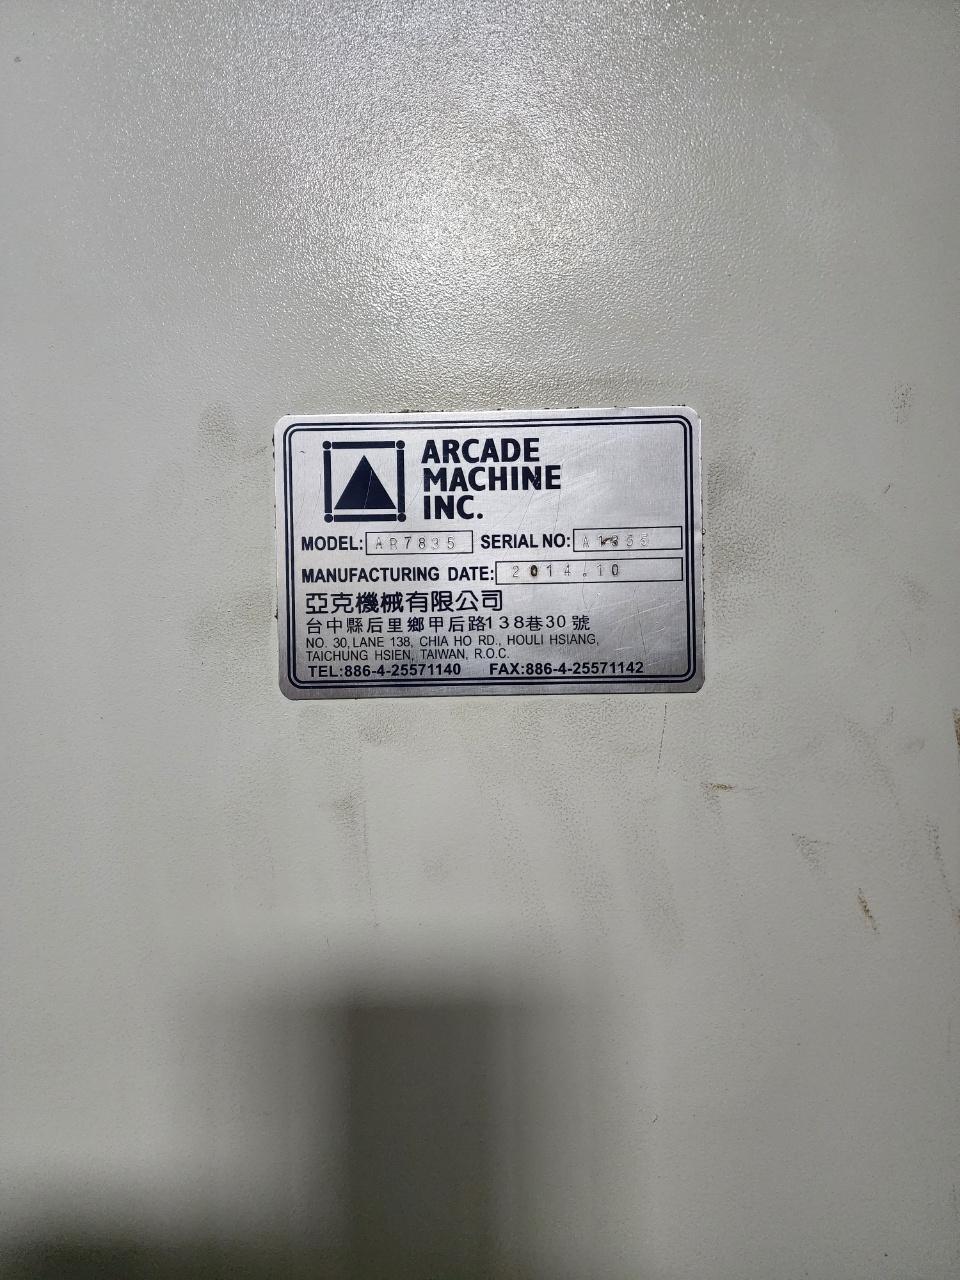 ARCADE
MACHINE
INC.
MODEL: AR7835 SERIAL NO:
MANUFACTURING DATE: 2014.10
亞克機械有限公司
台中縣后里鄉甲后路138巷30號
NO. 30, LANE 138, CHIA HO RD., HOULI HSIANG,
TAICHUNG HSIEN, TAIWAN, R.O.C.
TEL:886-4-25571140 FAX:886-4-25571142